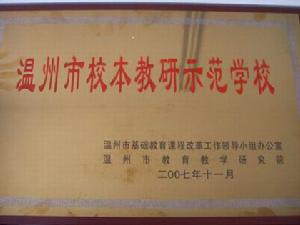 温州市校本教研示范学校
温州市基础教育课程改革工作领导小组办公室
温州市教育教学研究院
二〇〇七年十一月